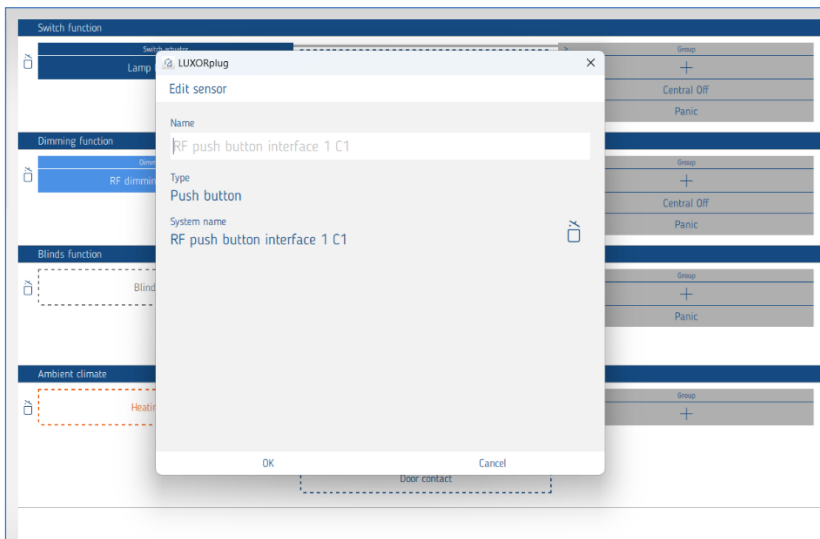 Switch function
Switch actuator
Lamp
Group
Central Off
Panic
LUXORplug
Edit sensor
Name
RF push button interface 1 C1
Type
Push button
System name
RF push button interface 1 C1
OK
Cancel
Dimming function
RF dimmin
Group
Central Off
Panic
Blinds function
Blind
Group
Panic
Ambient climate
Heatin
Group
Door contact